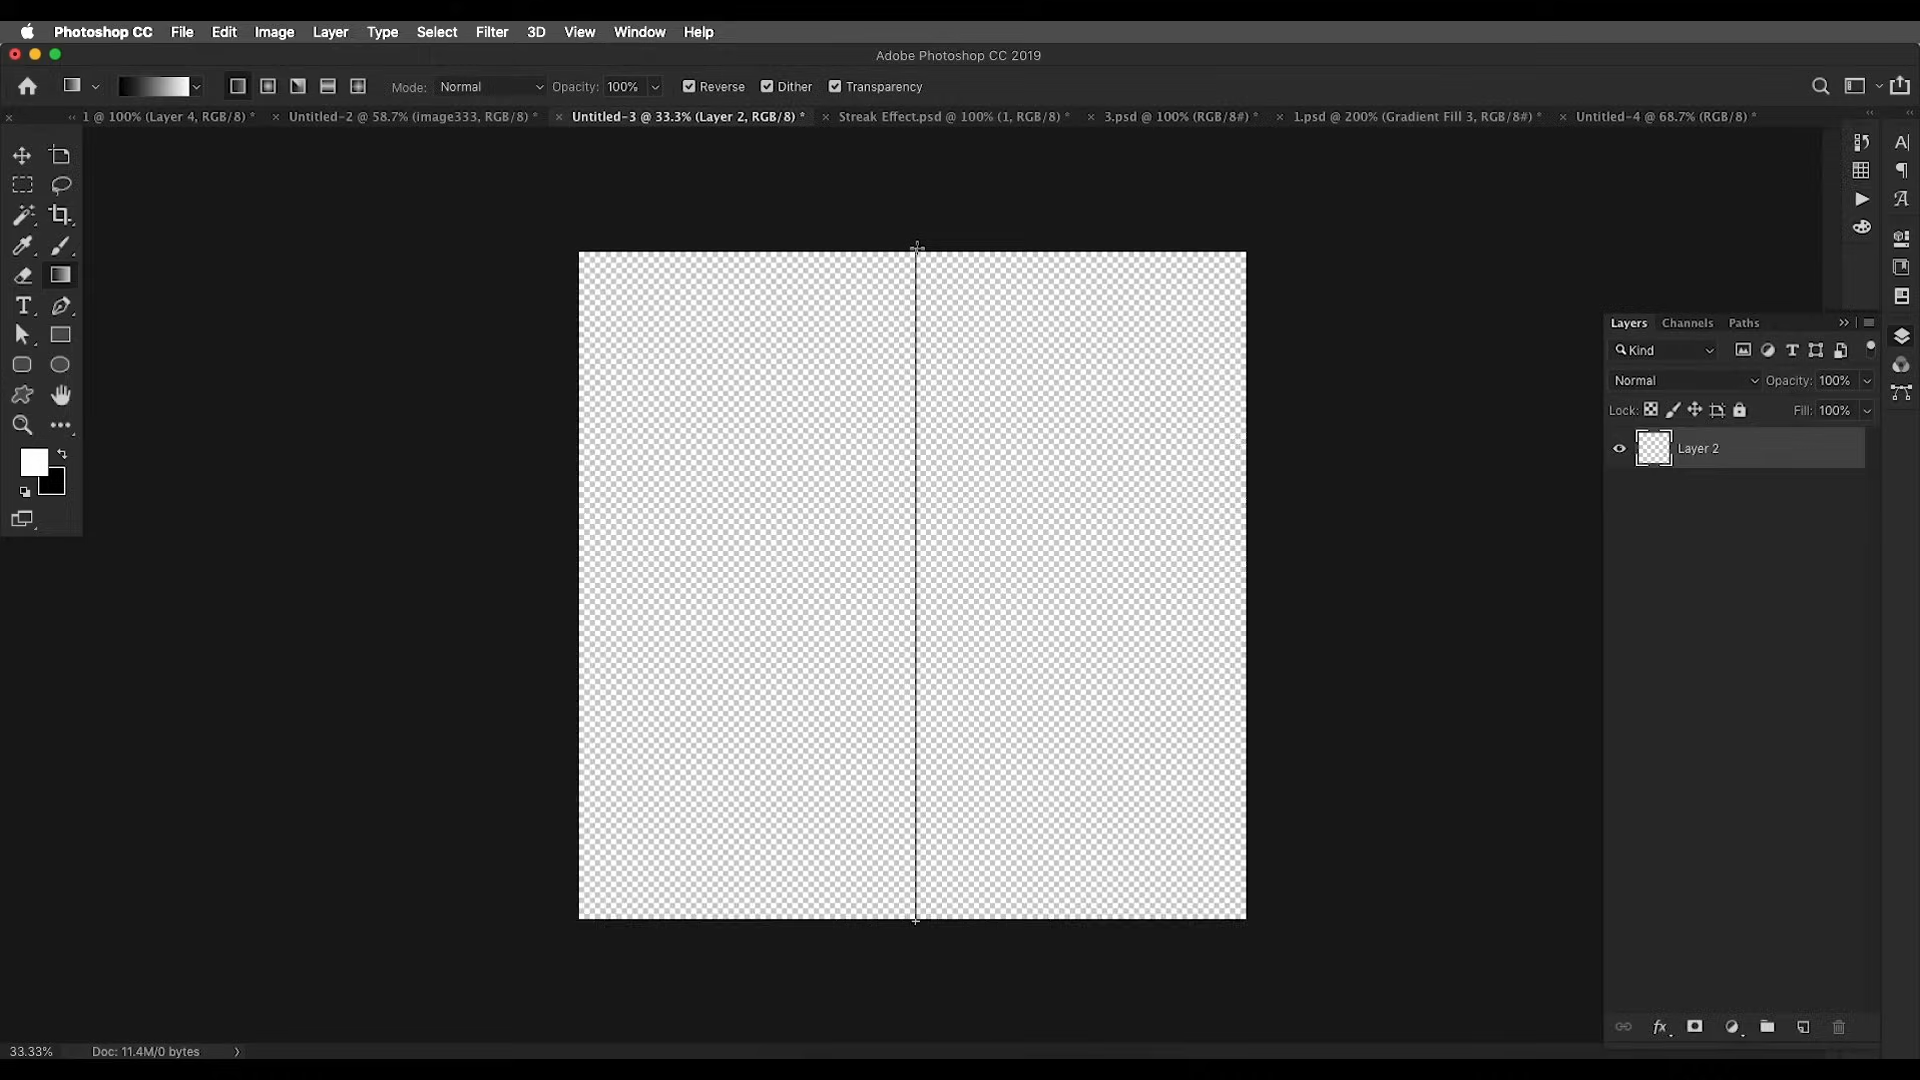 Photoshop CC File Edit Image Layer Type Select Filter 3D View Window Help
Adobe Photoshop CC 2019
Mode: Normal Opacity: 100% Reverse Dither Transparency
1 @ 100% (Layer 4, RGB/8) * Untitled-2 @ 58.7% (image333, RGB/8) * Untitled-3 @ 33.3% (Layer 2, RGB/8) * Streak Effect.psd @ 100% (1, RGB/8) * 3.psd @ 100% (RGB/8#) * 1.psd @ 200% (Gradient Fill 3, RGB/8#) * Untitled-4 @ 68.7% (RGB/8) *
Layers Channels Paths
Kind
Normal Opacity: 100%
Lock: Fill: 100%
Layer 2
fx
33.33% Doc: 11.4M/0 bytes